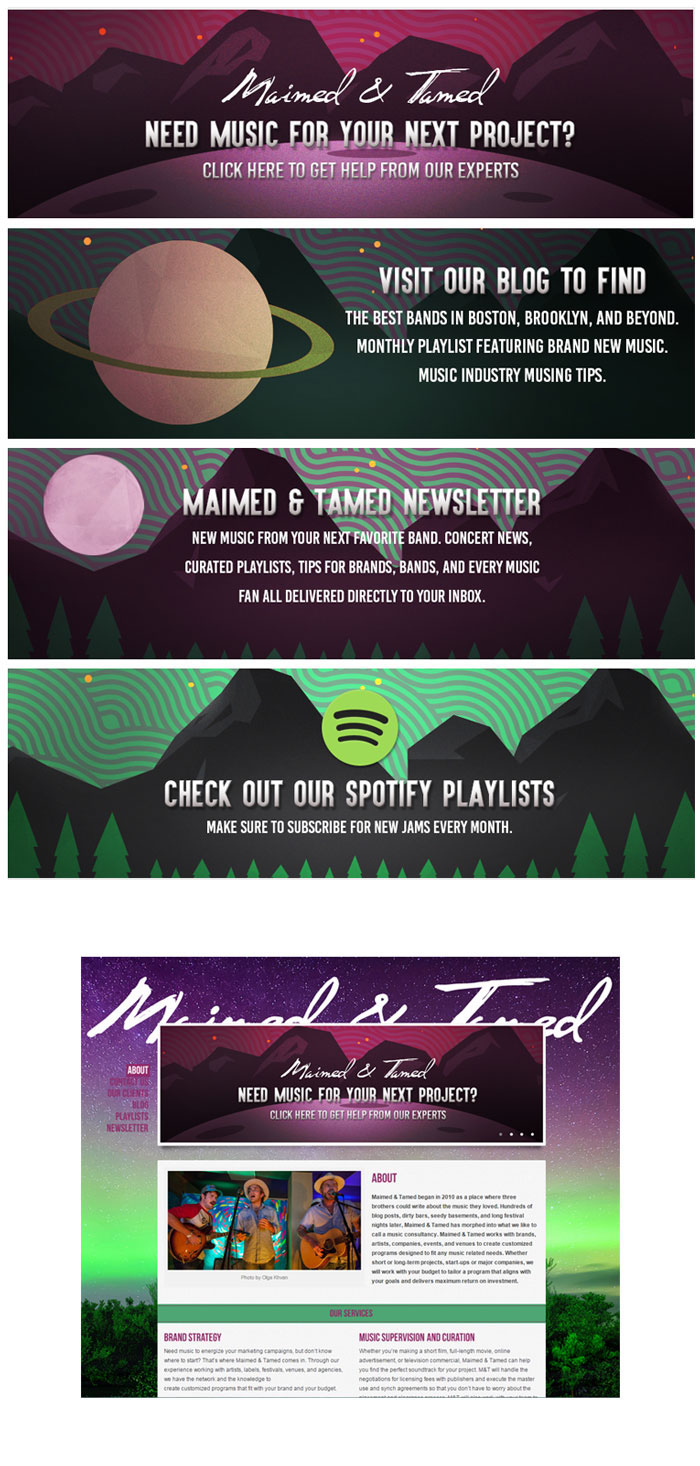 Maimed & Tamed
NEED MUSIC FOR YOUR NEXT PROJECT?
CLICK HERE TO GET HELP FROM OUR EXPERTS
VISIT OUR BLOG TO FIND
THE BEST BANDS IN BOSTON, BROOKLYN, AND BEYOND.
MONTHLY PLAYLIST FEATURING BRAND NEW MUSIC.
MUSIC INDUSTRY MUSING TIPS.
MAIMED & TAMED NEWSLETTER
NEW MUSIC FROM YOUR NEXT FAVORITE BAND. CONCERT NEWS,
CURATED PLAYLISTS, TIPS FOR BRANDS, BANDS, AND EVERY MUSIC
FAN ALL DELIVERED DIRECTLY TO YOUR INBOX.
CHECK OUT OUR SPOTIFY PLAYLISTS
MAKE SURE TO SUBSCRIBE FOR NEW JAMS EVERY MONTH.
Maimed & Tamed
ABOUT
CONTACT US
OUR CLIENTS
BLOG
PLAYLISTS
NEWSLETTER
Maimed & Tamed
NEED MUSIC FOR YOUR NEXT PROJECT?
CLICK HERE TO GET HELP FROM OUR EXPERTS
Photo by Olga Khvan
ABOUT
Maimed & Tamed began in 2010 as a place where three
brothers could write about the music they loved. Hundreds of
blog posts, dirty bars, seedy basements, and long festival
nights later, Maimed & Tamed has morphed into what we like to
call a music consultancy. Maimed & Tamed works with brands,
artists, companies, events, and venues to create customized
programs designed to fit any music related needs. Whether
short or long-term projects, start-ups or major companies, we
will work with your budget to tailor a program that aligns with
your goals and delivers maximum return on investment.
OUR SERVICES
BRAND STRATEGY
Need music to energize your marketing campaigns, but don't know
where to start? That's where Maimed & Tamed comes in. Through our
experience working with artists, labels, festivals, venues, and agencies,
we have the network and the knowledge to
create customized programs that fit with your brand and your budget.
MUSIC SUPERVISION AND CURATION
Whether you're making a short film, full-length movie, online
advertisement, or television commercial, Maimed & Tamed can help
you find the perfect soundtrack for your project. M&T will handle the
negotiations for licensing fees with publishers and execute the master
use and synch agreements so that you don't have to worry about the